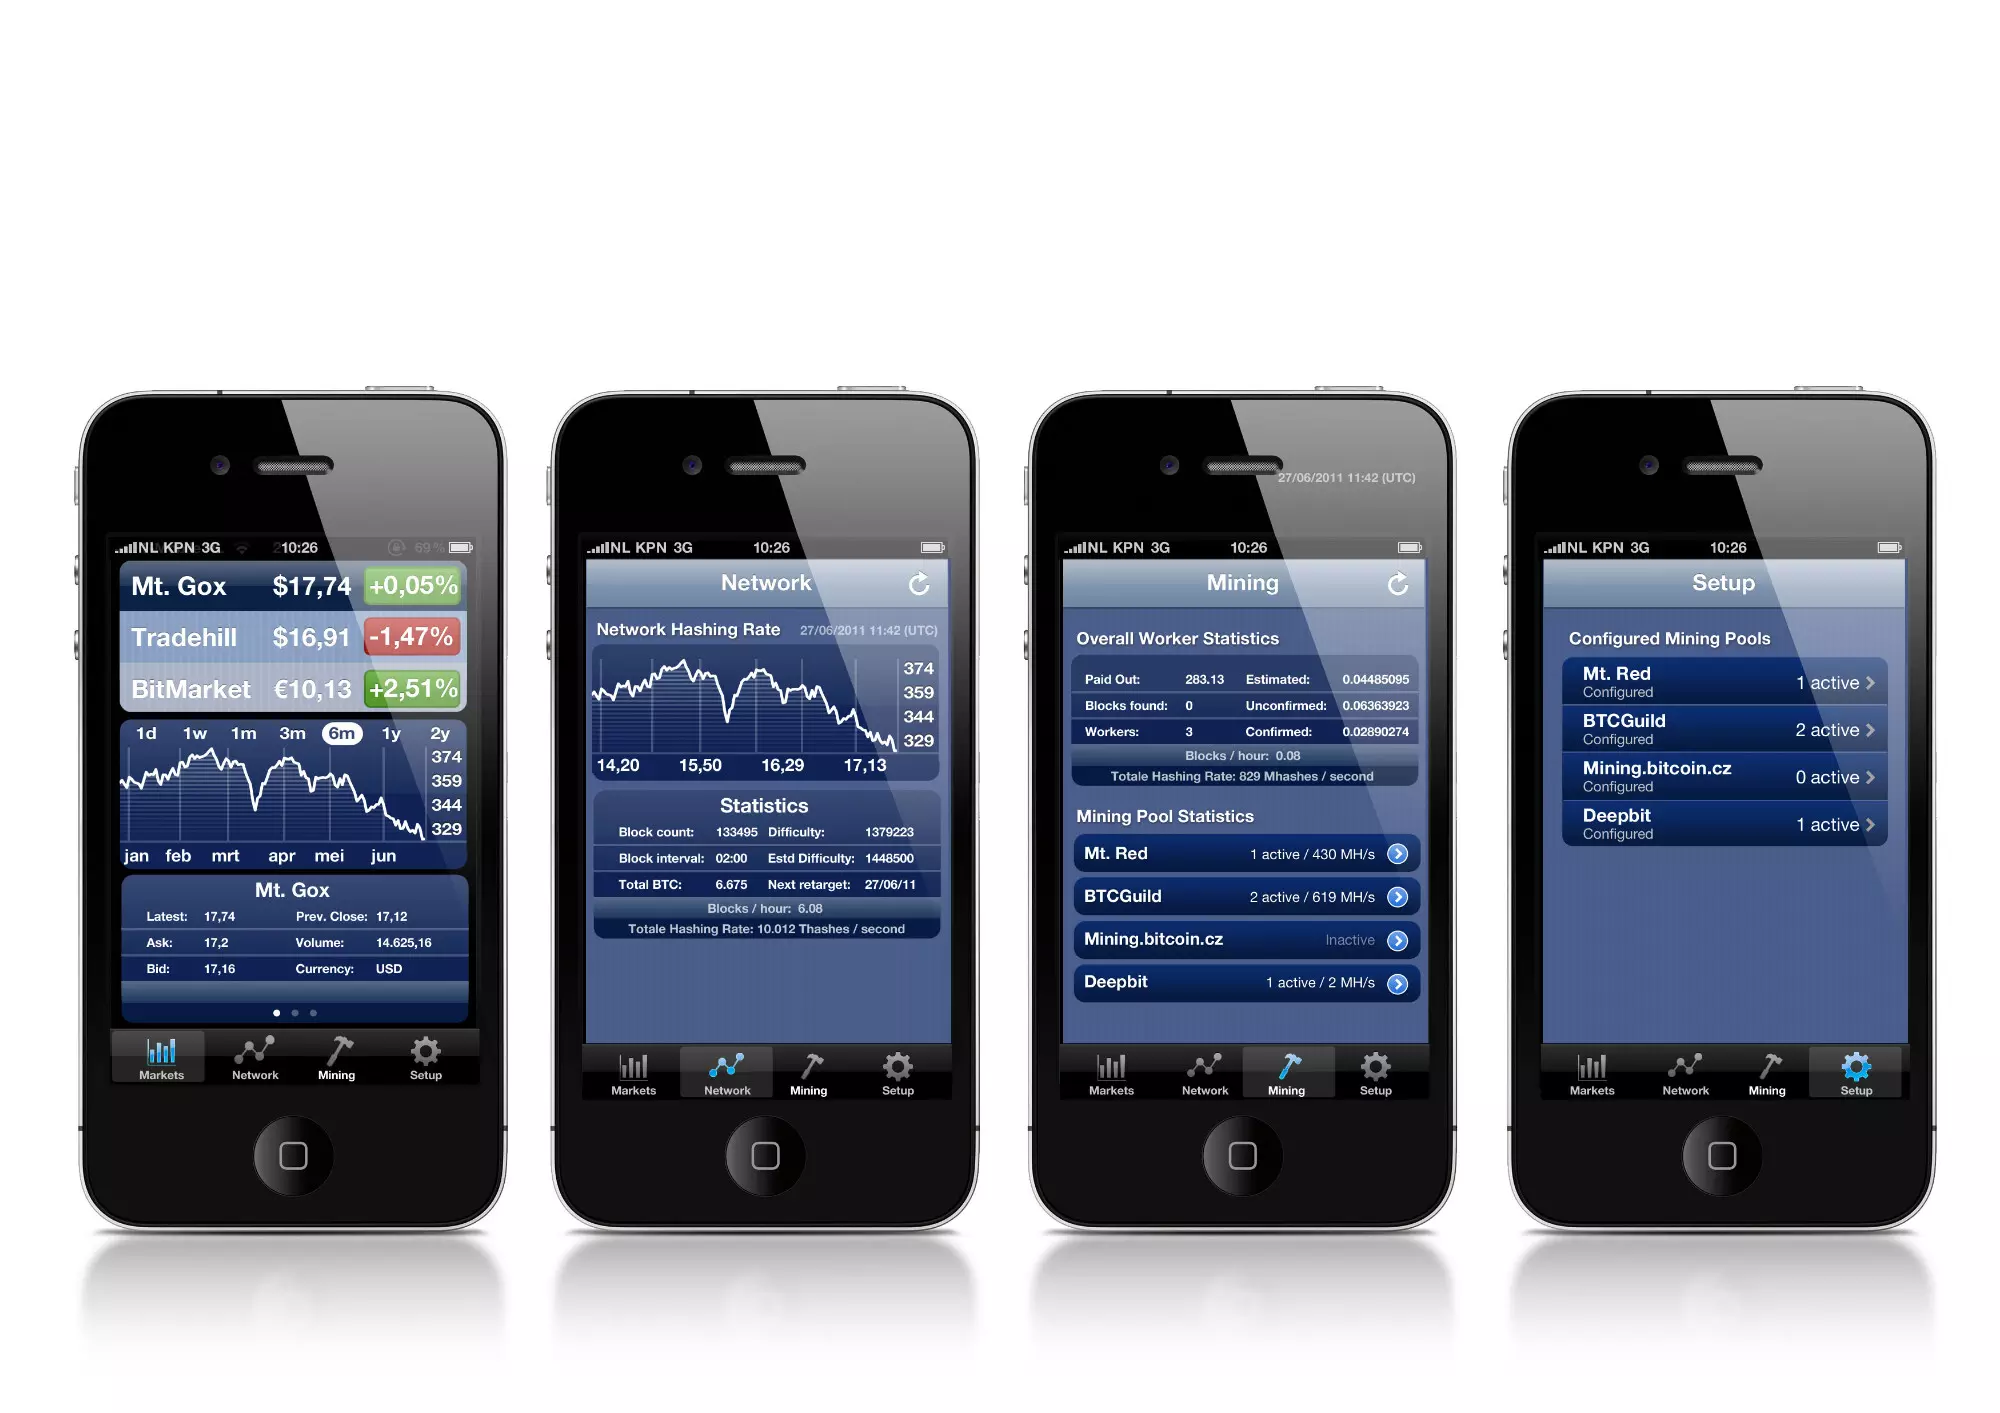 NL KPN 3G 10:26 69%
Mt. Gox $17,74 +0,05%
Tradehill $16,91 -1,47%
BitMarket €10,13 +2,51%
1d 1w 1m 3m 6m 1y 2y
374
359
344
329
jan feb mrt apr mei jun
Mt. Gox
Latest: 17,74 Prev. Close: 17,12
Ask: 17,2 Volume: 14.625,16
Bid: 17,16 Currency: USD
Markets Network Mining Setup
NL KPN 3G 10:26
Network
Network Hashing Rate 27/06/2011 11:42 (UTC)
374
359
344
329
14,20 15,50 16,29 17,13
Statistics
Block count: 133495 Difficulty: 1379223
Block interval: 02:00 Estd Difficulty: 1448500
Total BTC: 6.675 Next retarget: 27/06/11
Blocks / hour: 6.08
Totale Hashing Rate: 10.012 Thashes / second
Markets Network Mining Setup
27/06/2011 11:42 (UTC)
NL KPN 3G 10:26
Mining
Overall Worker Statistics
Paid Out: 283.13 Estimated: 0.04485095
Blocks found: 0 Unconfirmed: 0.06363923
Workers: 3 Confirmed: 0.02890274
Blocks / hour: 0.08
Totale Hashing Rate: 829 Mhashes / second
Mining Pool Statistics
Mt. Red 1 active / 430 MH/s
BTCGuild 2 active / 619 MH/s
Mining.bitcoin.cz Inactive
Deepbit 1 active / 2 MH/s
Markets Network Mining Setup
NL KPN 3G 10:26
Setup
Configured Mining Pools
Mt. Red
Configured
1 active
BTCGuild
Configured
2 active
Mining.bitcoin.cz
Configured
0 active
Deepbit
Configured
1 active
Markets Network Mining Setup